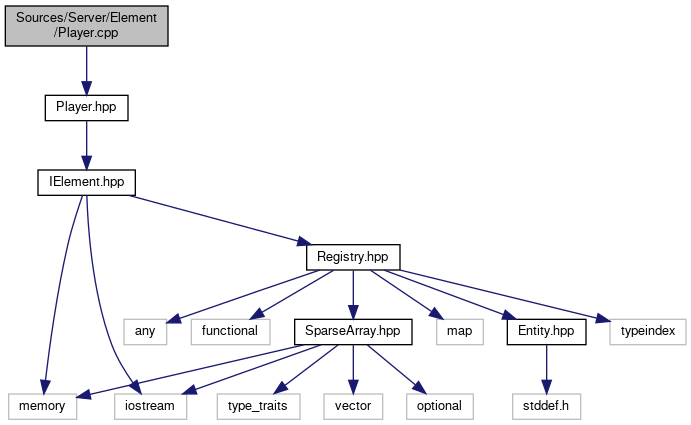 Sources/Server/Element
/Player.cpp
Player.hpp
IElement.hpp
Registry.hpp
any
functional
SparseArray.hpp
map
Entity.hpp
typeindex
memory
iostream
type_traits
vector
optional
stddef.h